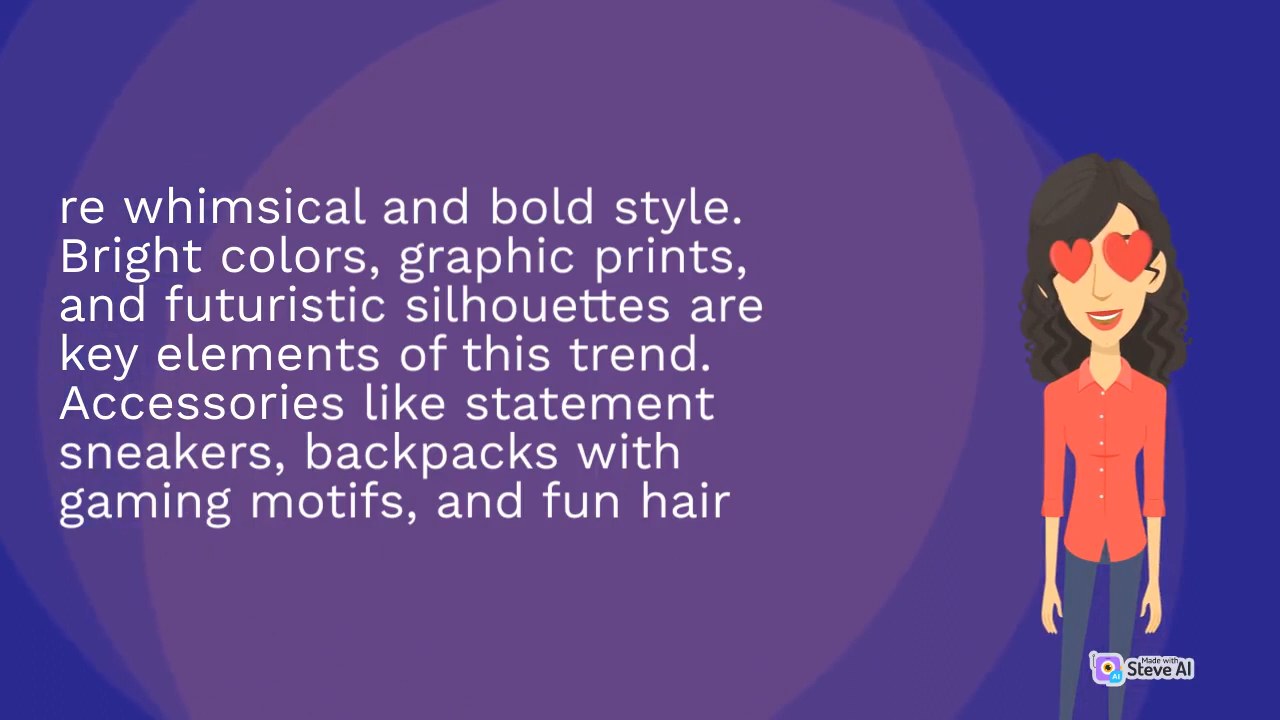 re whimsical and bold style.
Bright colors, graphic prints,
and futuristic silhouettes are
key elements of this trend.
Accessories like statement
sneakers, backpacks with
gaming motifs, and fun hair
Made with
Steve AI
AI